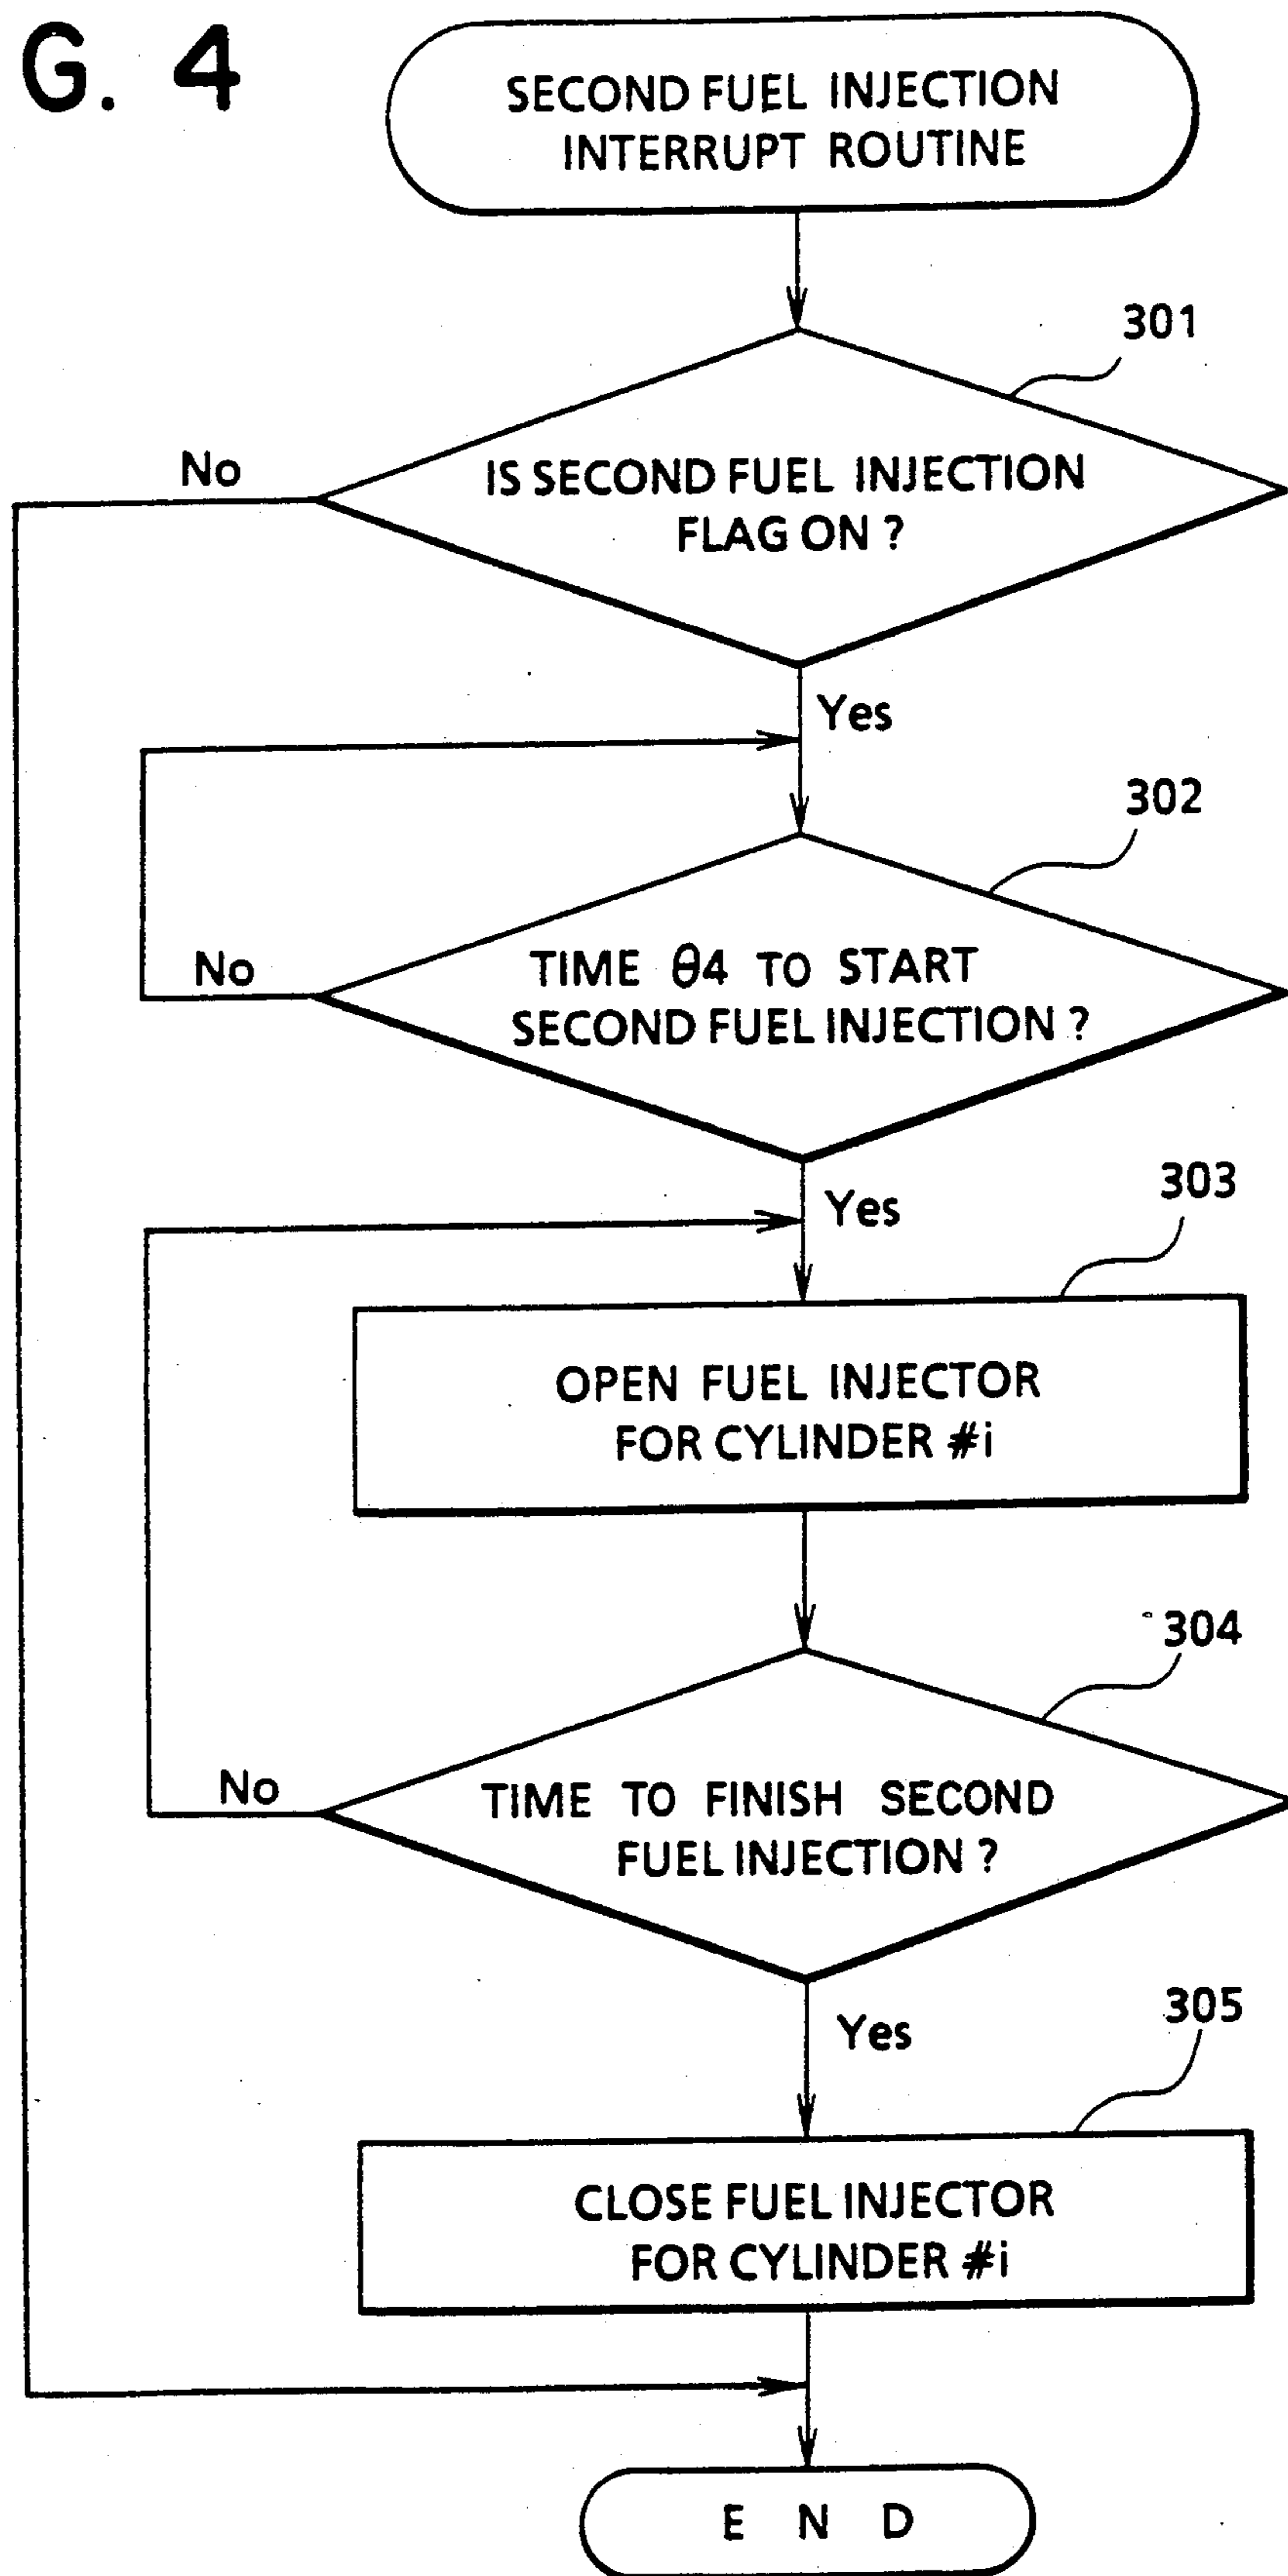 G. 4
SECOND FUEL INJECTION
INTERRUPT ROUTINE
301
No
IS SECOND FUEL INJECTION
FLAG ON ?
Yes
302
No
TIME θ4 TO START
SECOND FUEL INJECTION ?
Yes
303
OPEN FUEL INJECTOR
FOR CYLINDER #i
304
No
TIME TO FINISH SECOND
FUEL INJECTION ?
Yes
305
CLOSE FUEL INJECTOR
FOR CYLINDER #i
E N D